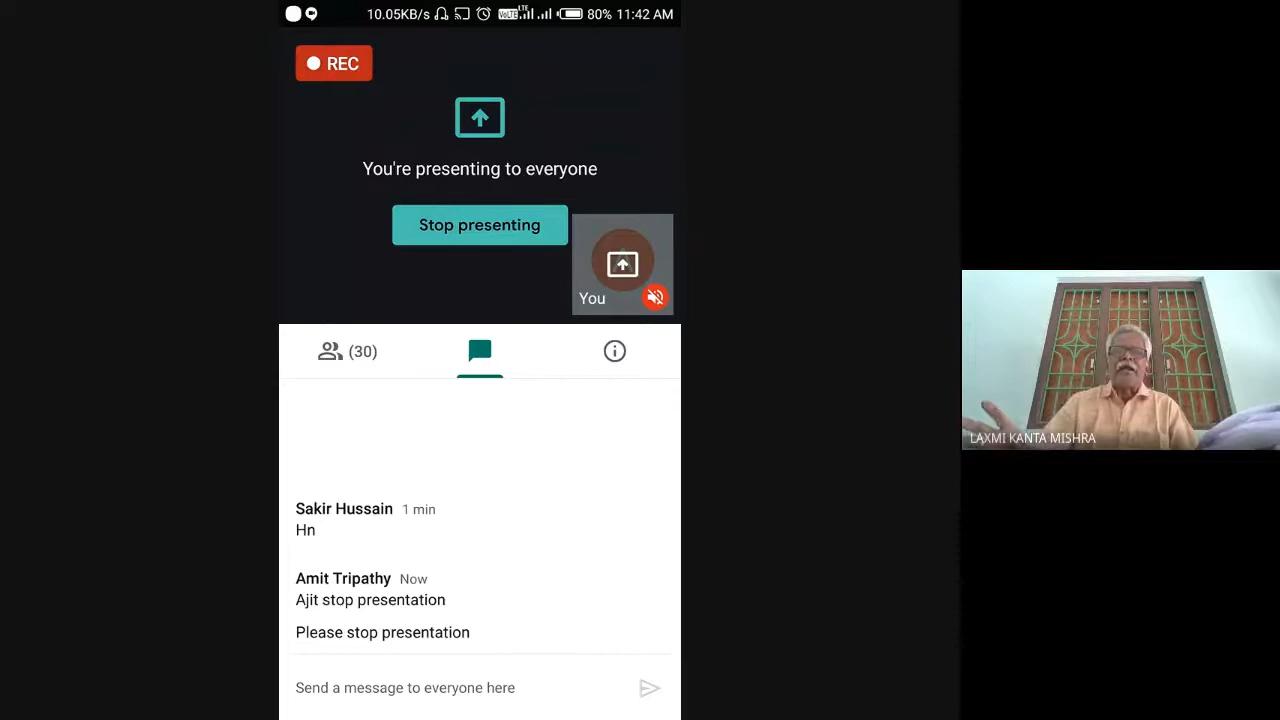 10.05KB/s VoLTE LTE 80% 11:42 AM
REC
You're presenting to everyone
Stop presenting
You
(30)
Sakir Hussain 1 min
Hn
Amit Tripathy Now
Ajit stop presentation
Please stop presentation
Send a message to everyone here
LAXMI KANTA MISHRA